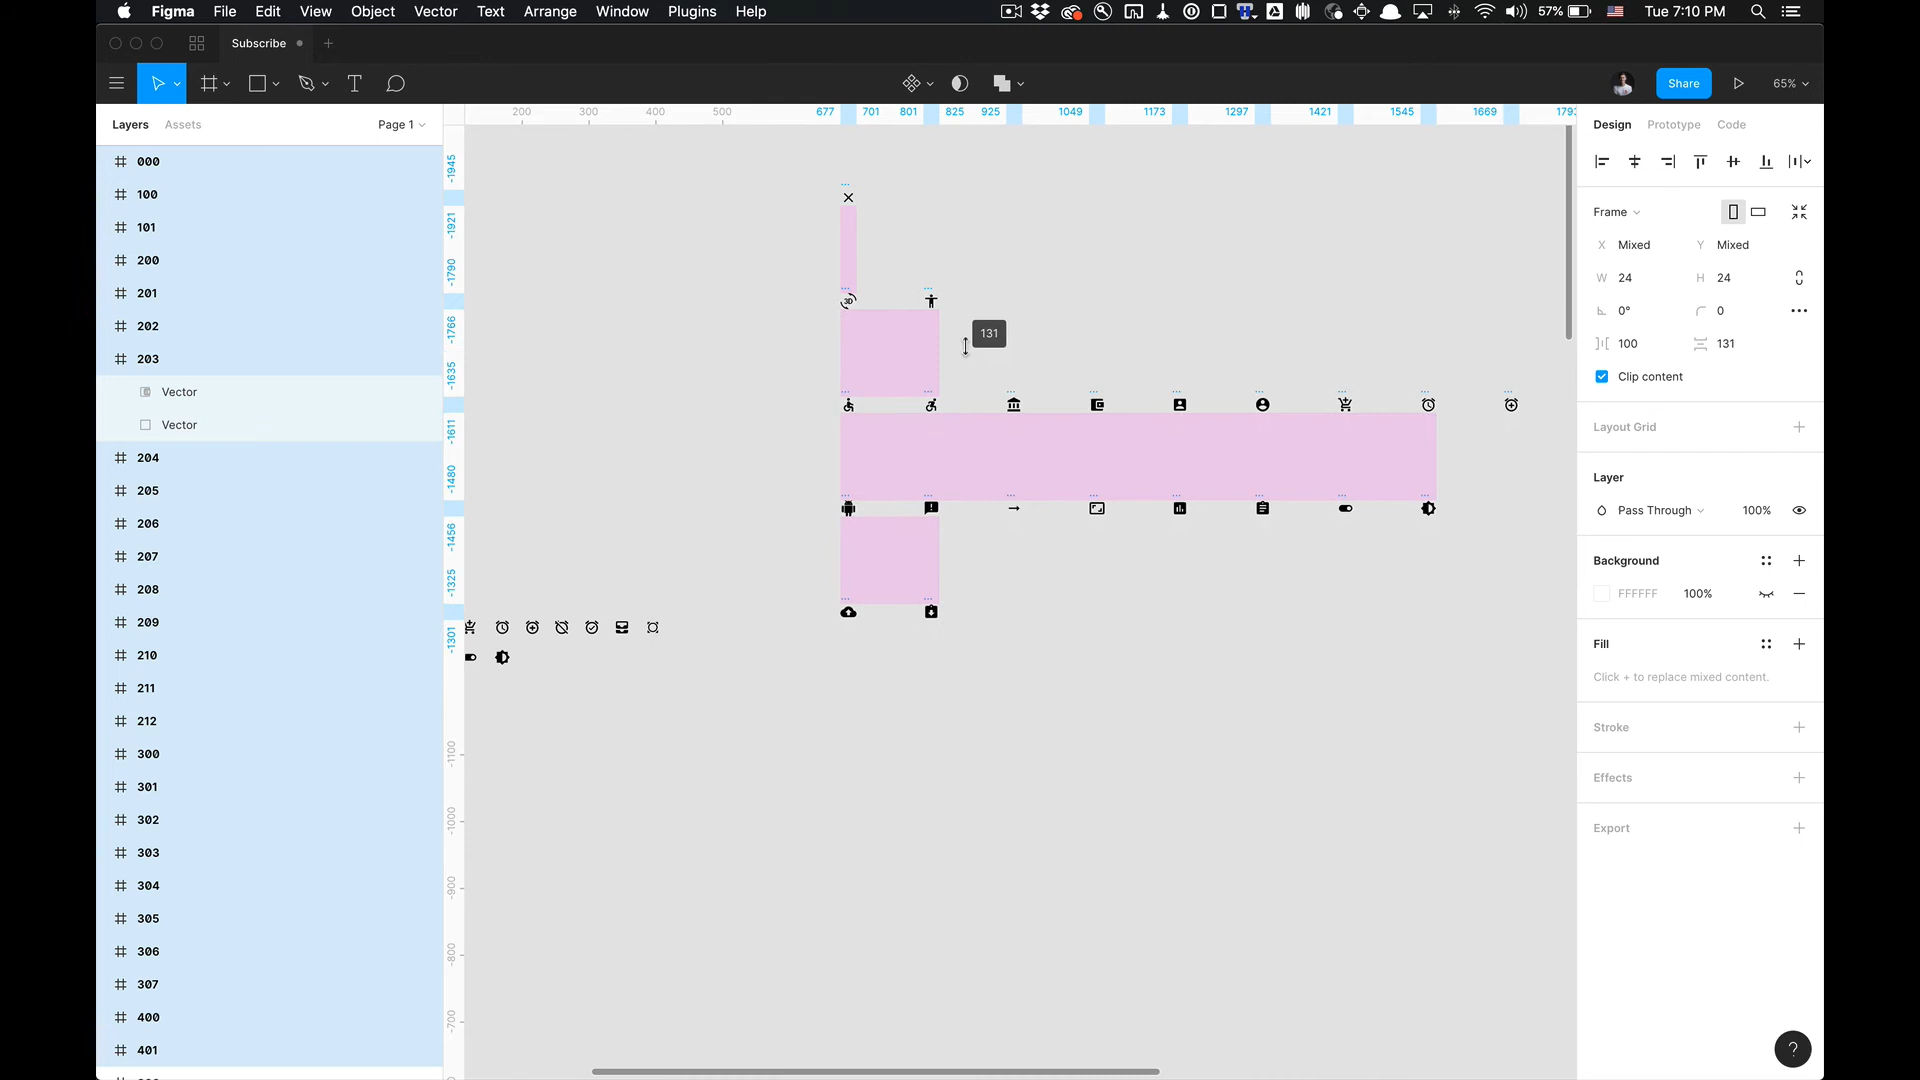 Figma File Edit View Object Vector Text Arrange Window Plugins Help 57% Tue 7:10 PM
Subscribe
Share 65%
Layers Assets Page 1
000
100
101
200
201
202
203
Vector
Vector
204
205
206
207
208
209
210
211
212
300
301
302
303
304
305
306
307
400
401
200 300 400 500 677 701 801 825 925 1049 1173 1297 1421 1545 1669 1793
-1945
-1921
-1790
-1766
-1635
-1611
-1480
-1456
-1325
-1301
-1100
-1000
-900
-800
-700
3D
131
Design Prototype Code
Frame
X Mixed Y Mixed
W 24 H 24
0° 0
100 131
Clip content
Layout Grid
Layer
Pass Through 100%
Background
FFFFFF 100%
Fill
Click + to replace mixed content.
Stroke
Effects
Export
?